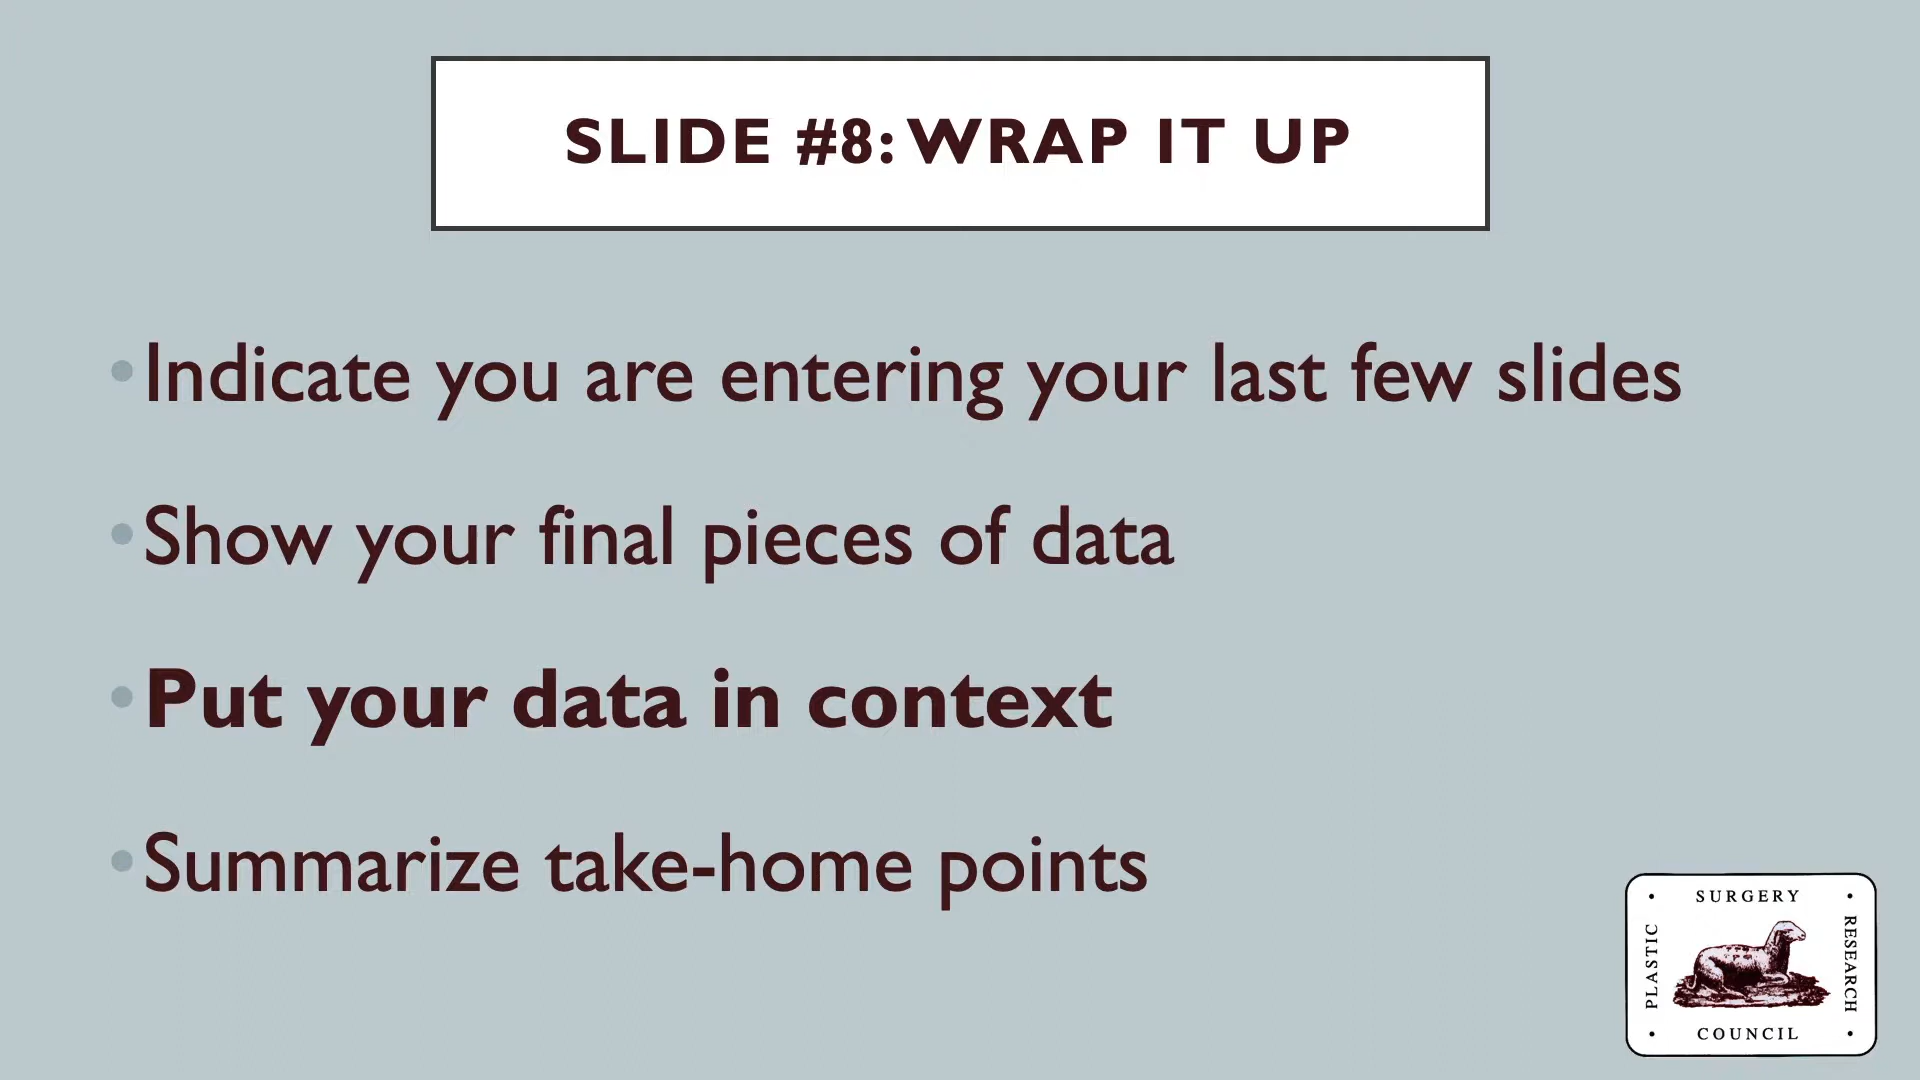 SLIDE #8: WRAP IT UP
•Indicate you are entering your last few slides
•Show your final pieces of data
•Put your data in context
•Summarize take-home points
SURGERY
PLASTIC
RESEARCH
COUNCIL